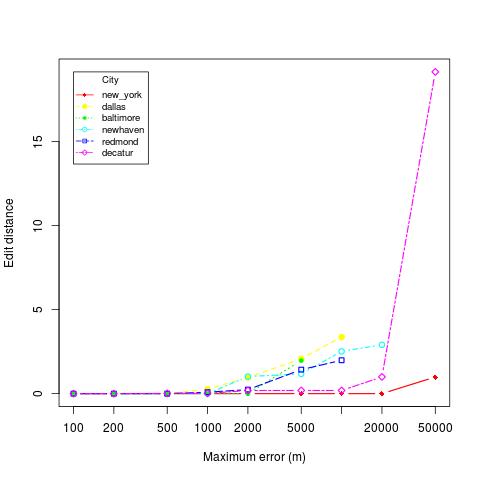 City
new_york
dallas
baltimore
newhaven
redmond
decatur
Edit distance
15
10
5
0
100 200 500 1000 2000 5000 20000 50000
Maximum error (m)